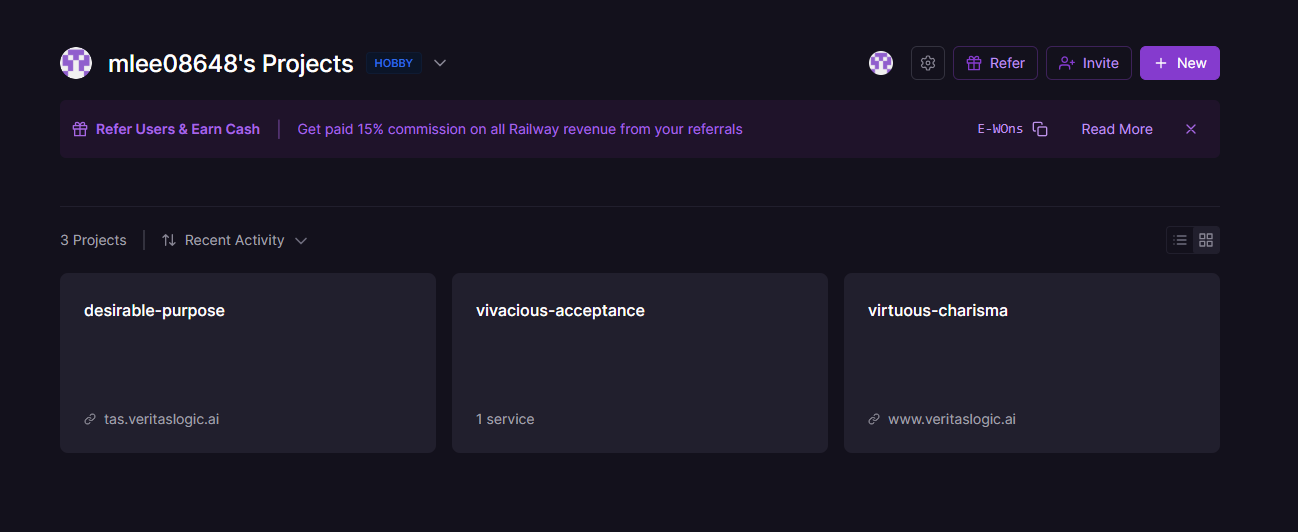 mlee08648's Projects HOBBY
Refer Invite + New
Refer Users & Earn Cash | Get paid 15% commission on all Railway revenue from your referrals E-WOns Read More
3 Projects Recent Activity
desirable-purpose
tas.veritaslogic.ai
vivacious-acceptance
1 service
virtuous-charisma
www.veritaslogic.ai